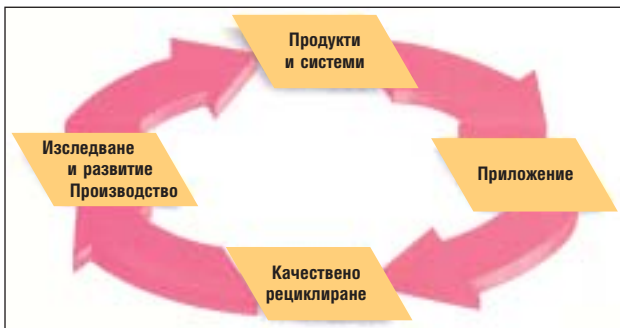 Продукти
и системи
Изследване
и развитие
Производство
Приложение
Качествено
рециклиране